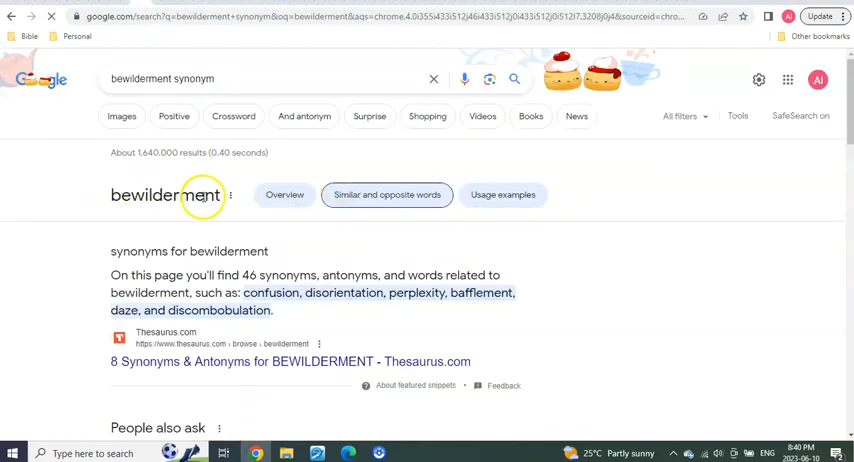 google.com/search?q=bewilderment+synonym&oq=bewilderment&aqs=chrome.4.0i355i433i512j46i433i512j0i433i512j0i512l7.3208j0j48&sourceid=chro...
AI
Update
Bible
Personal
Other bookmarks
bewilderment synonym
AI
Images
Positive
Crossword
And antonym
Surprise
Shopping
Videos
Books
News
All filters
Tools
SafeSearch on
About 1,640,000 results (0.40 seconds)
bewilderment
Overview
Similar and opposite words
Usage examples
synonyms for bewilderment
On this page you'll find 46 synonyms, antonyms, and words related to
bewilderment, such as: confusion, disorientation, perplexity, bafflement,
daze, and discombobulation.
Thesaurus.com
https://www.thesaurus.com › browse › bewilderment
8 Synonyms & Antonyms for BEWILDERMENT - Thesaurus.com
About featured snippets
•
Feedback
People also ask
Type here to search
25°C Partly sunny
ENG
8:40 PM
2023-06-10
2